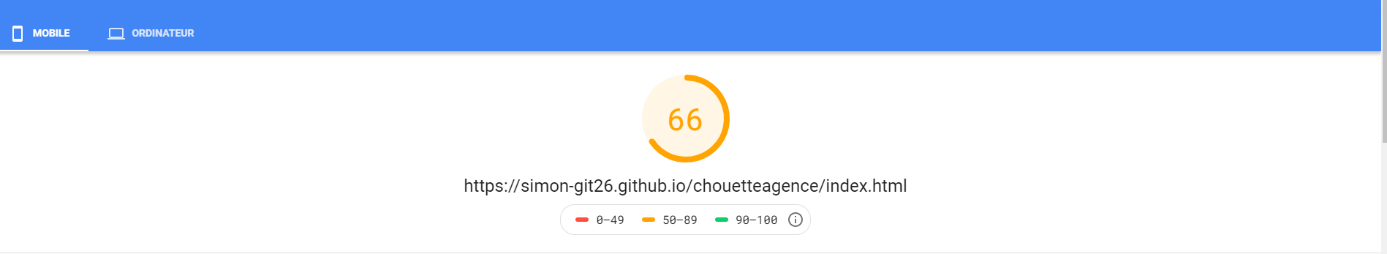 MOBILE ORDINATEUR
66
https://simon-git26.github.io/chouetteagence/index.html
0–49 50–89 90–100